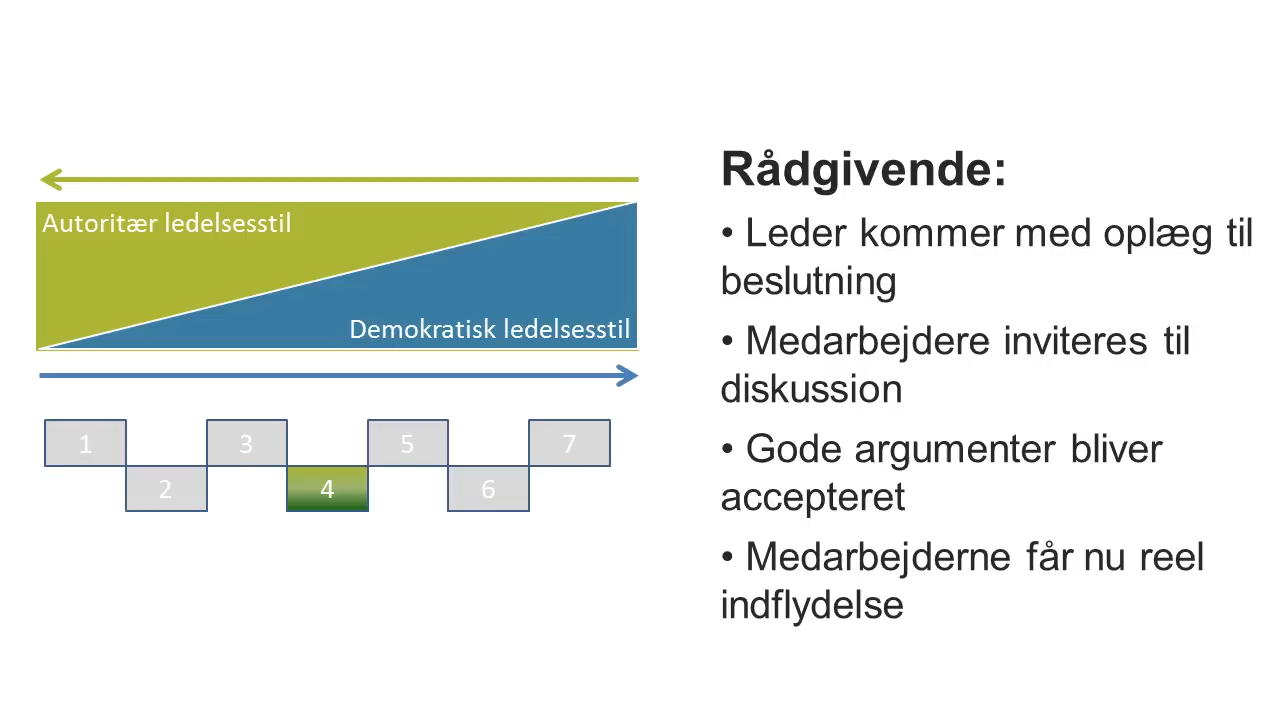 Autoritær ledelsesstil
Demokratisk ledelsesstil
1
3
5
7
2
4
6
Rådgivende:
• Leder kommer med oplæg til
beslutning
• Medarbejdere inviteres til
diskussion
• Gode argumenter bliver
accepteret
• Medarbejderne får nu reel
indflydelse